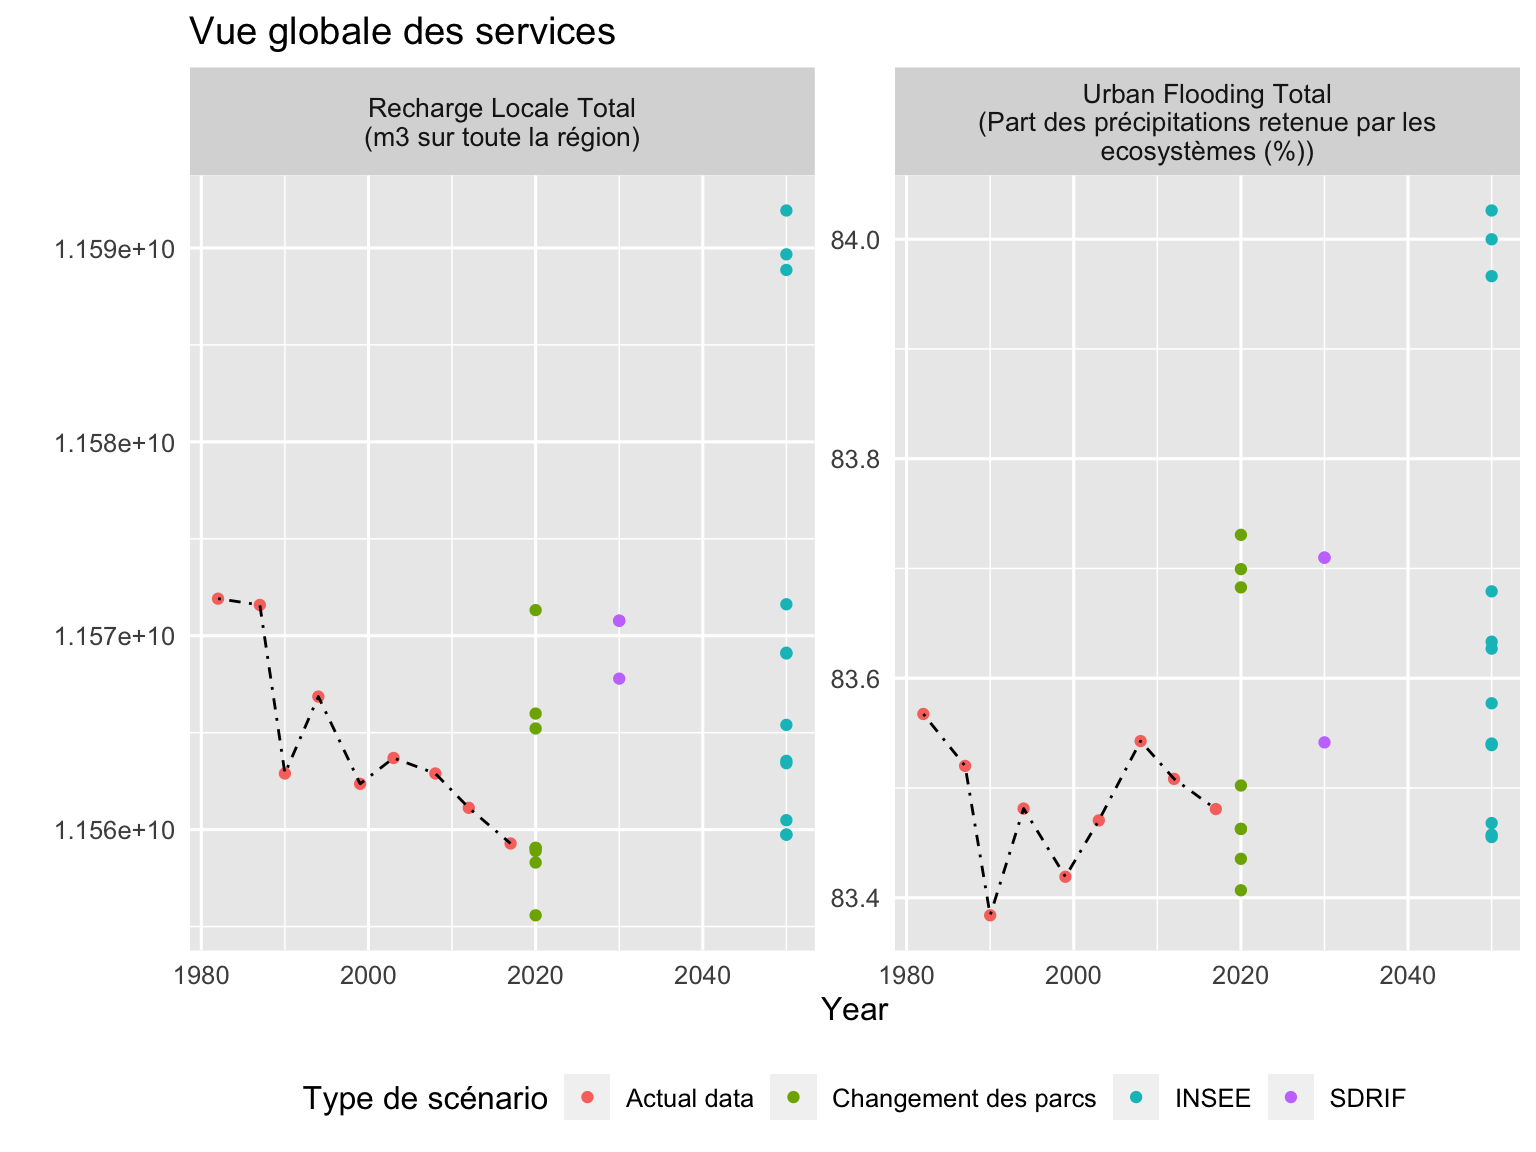 Vue globale des services
Recharge Locale Total
(m3 sur toute la région)
Urban Flooding Total
(Part des précipitations retenue par les
ecosystèmes (%))
1.159e+10
1.158e+10
1.157e+10
1.156e+10
84.0
83.8
83.6
83.4
1980 2000 2020 2040
1980 2000 2020 2040
Year
Type de scénario Actual data Changement des parcs INSEE SDRIF